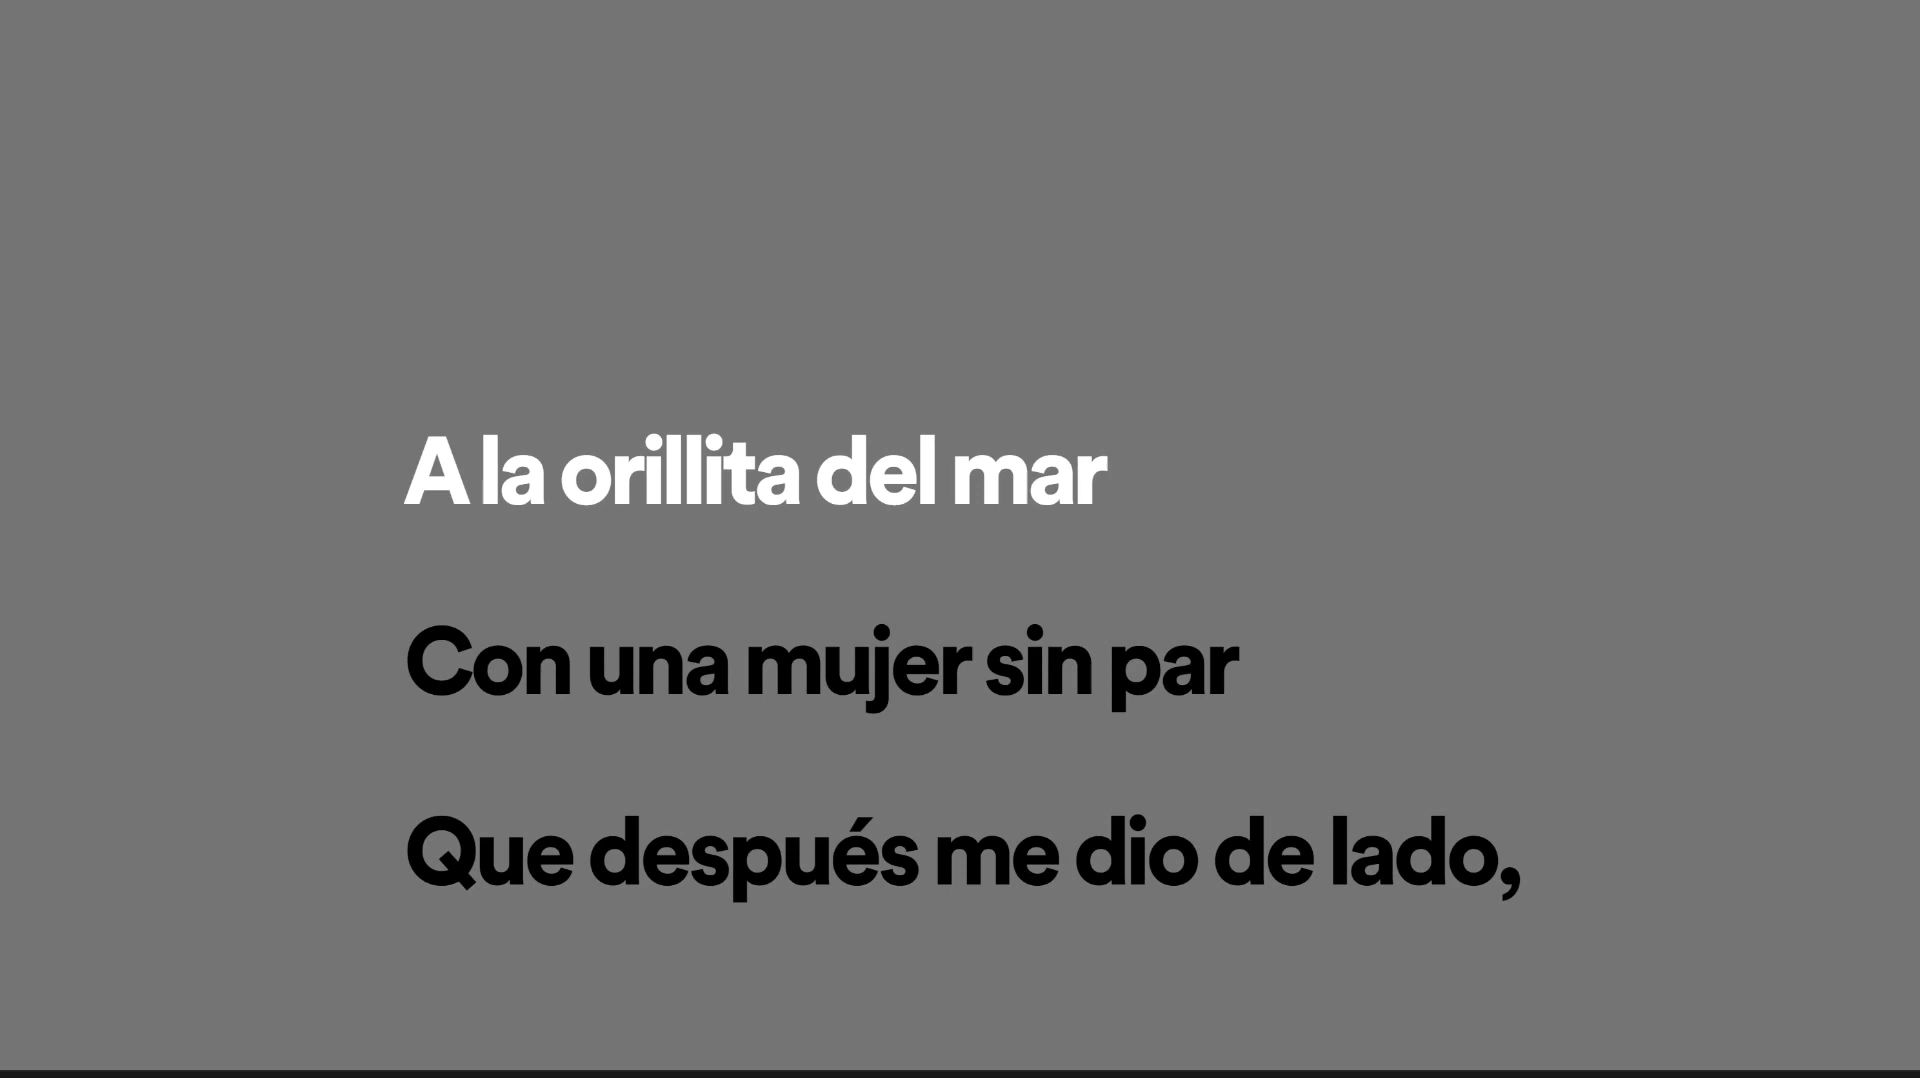 A la orillita del mar
Con una mujer sin par
Que después me dio de lado,